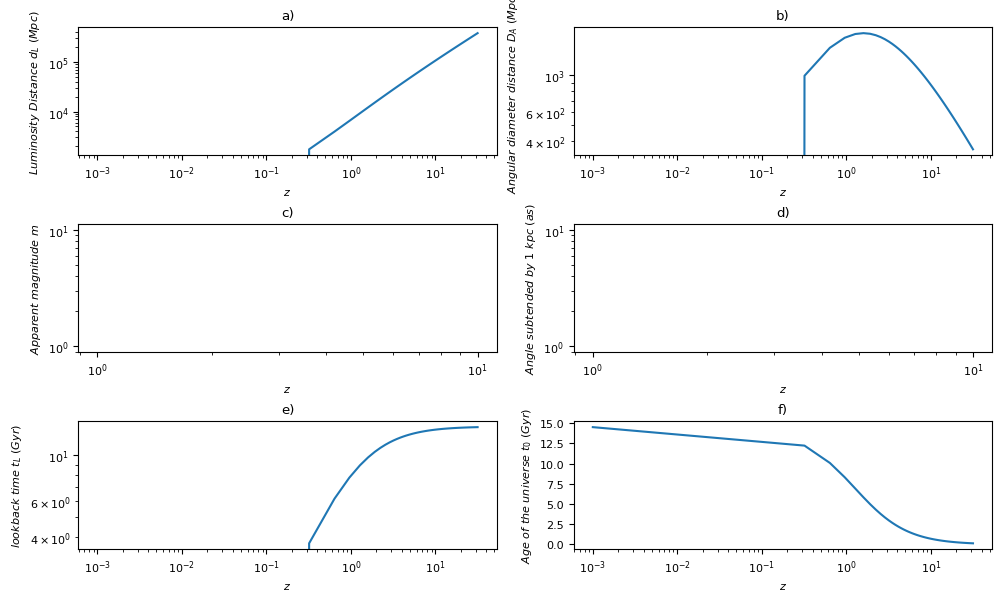 a)
Luminosity Distance d_L (Mpc)
10^5
10^4
10^-3 10^-2 10^-1 10^0 10^1
z
b)
Angular diameter distance D_A (Mpc
10^3
6 × 10^2
4 × 10^2
10^-3 10^-2 10^-1 10^0 10^1
z
c)
Apparent magnitude m
10^1
10^0
10^0 10^1
z
d)
Angle subtended by 1 kpc (as)
10^1
10^0
10^0 10^1
z
e)
lookback time t_L (Gyr)
10^1
6 × 10^0
4 × 10^0
10^-3 10^-2 10^-1 10^0 10^1
z
f)
Age of the universe t_0 (Gyr)
15.0
12.5
10.0
7.5
5.0
2.5
0.0
10^-3 10^-2 10^-1 10^0 10^1
z